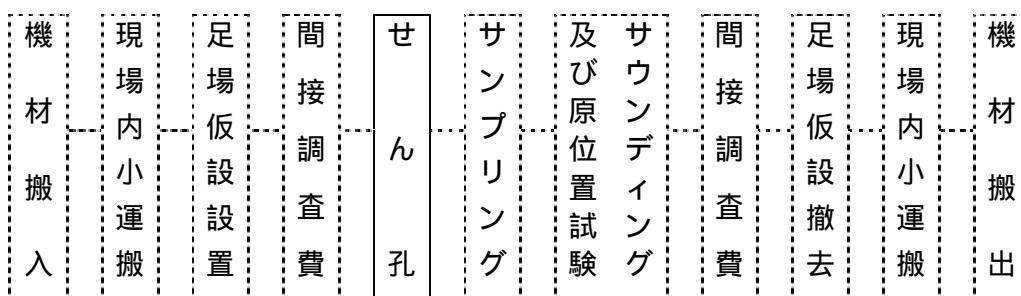 機材搬入
現場内小運搬
足場仮設設置
間接調査費
せん孔
サンプリング
サウンディング
及び原位置試験
間接調査費
足場仮設撤去
現場内小運搬
機材搬出